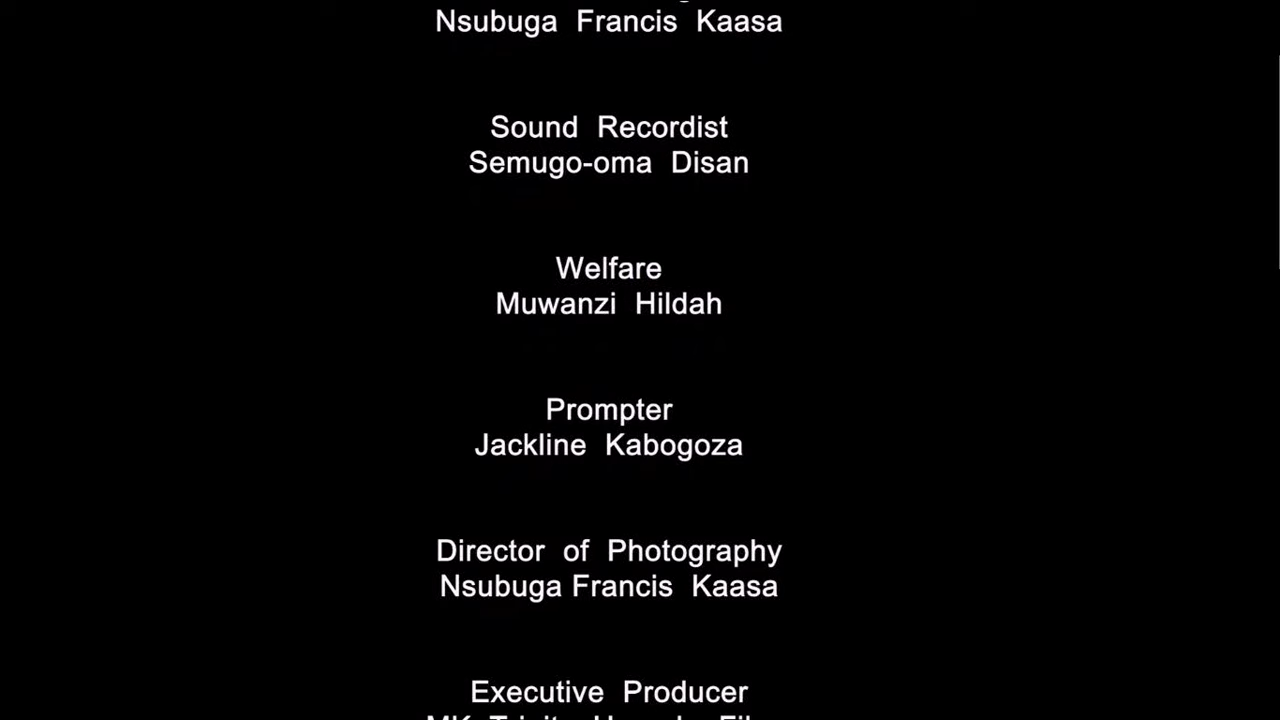 Nsubuga Francis Kaasa
Sound Recordist
Semugo-oma Disan
Welfare
Muwanzi Hildah
Prompter
Jackline Kabogoza
Director of Photography
Nsubuga Francis Kaasa
Executive Producer